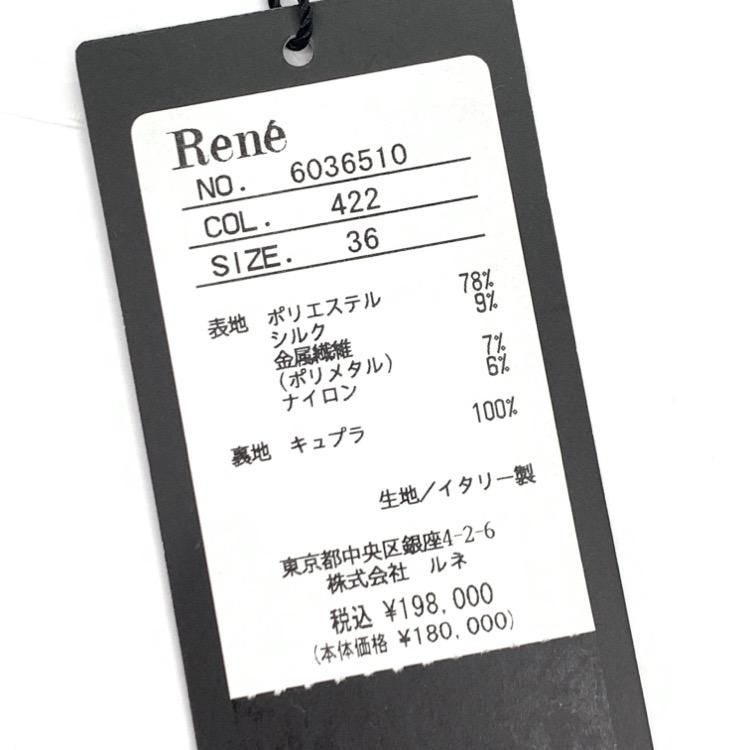 René
NO. 6036510
COL. 422
SIZE. 36
表地 ポリエステル 78%
シルク 9%
金属繊維
(ポリメタル) 7%
ナイロン 6%
裏地 キュプラ 100%
生地/イタリー製
東京都中央区銀座4-2-6
株式会社 ルネ
税込 ¥198,000
(本体価格 ¥180,000)